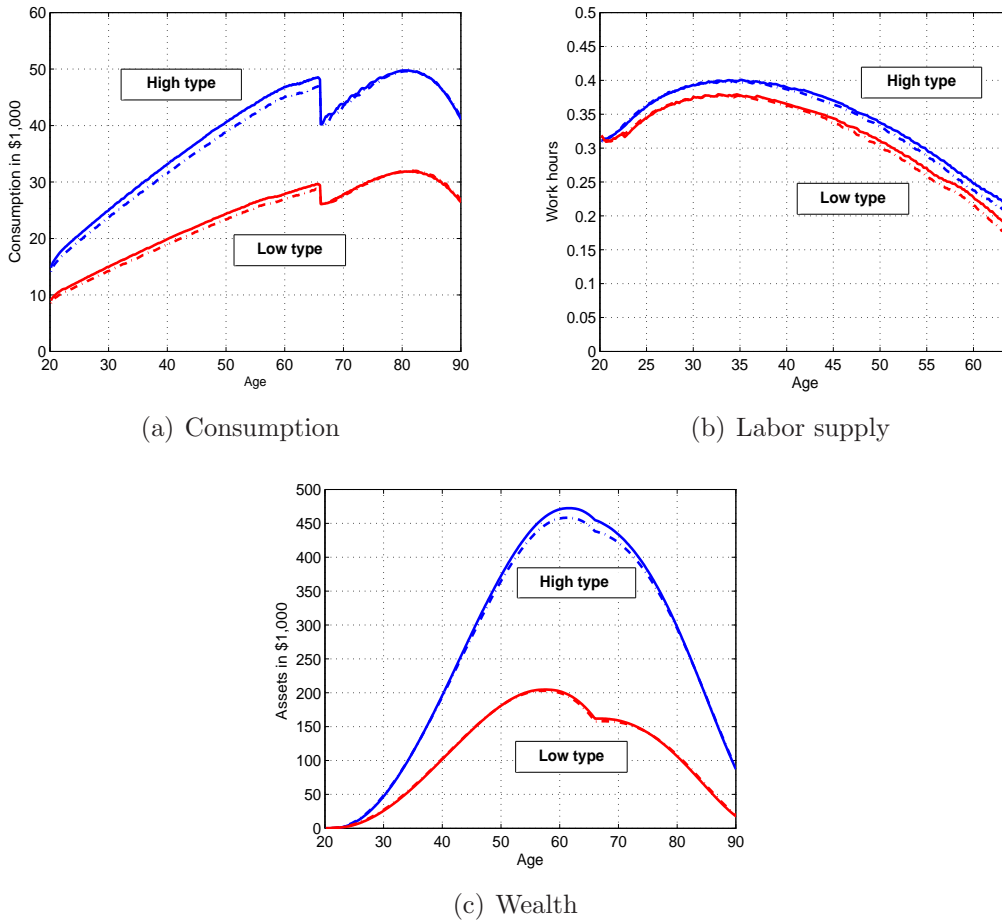 60
50
40
30
20
10
0
Consumption in $1,000
High type
Low type
20 30 40 50 60 70 80 90
Age
(a) Consumption
0.5
0.45
0.4
0.35
0.3
0.25
0.2
0.15
0.1
0.05
0
Work hours
High type
Low type
20 25 30 35 40 45 50 55 60
Age
(b) Labor supply
500
450
400
350
300
250
200
150
100
50
0
Assets in $1,000
High type
Low type
20 30 40 50 60 70 80 90
Age
(c) Wealth